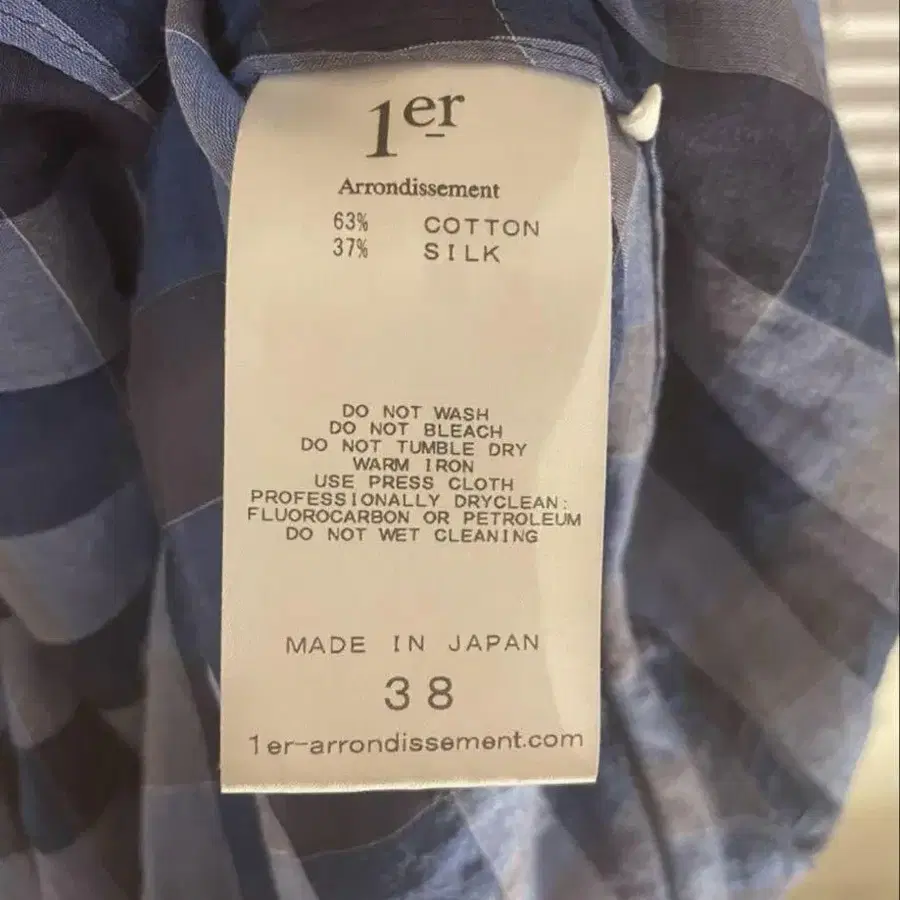 1er
Arrondissement
63% COTTON
37% SILK
DO NOT WASH
DO NOT BLEACH
DO NOT TUMBLE DRY
WARM IRON
USE PRESS CLOTH
PROFESSIONALLY DRYCLEAN:
FLUOROCARBON OR PETROLEUM
DO NOT WET CLEANING
MADE IN JAPAN
38
1er-arrondissement.com